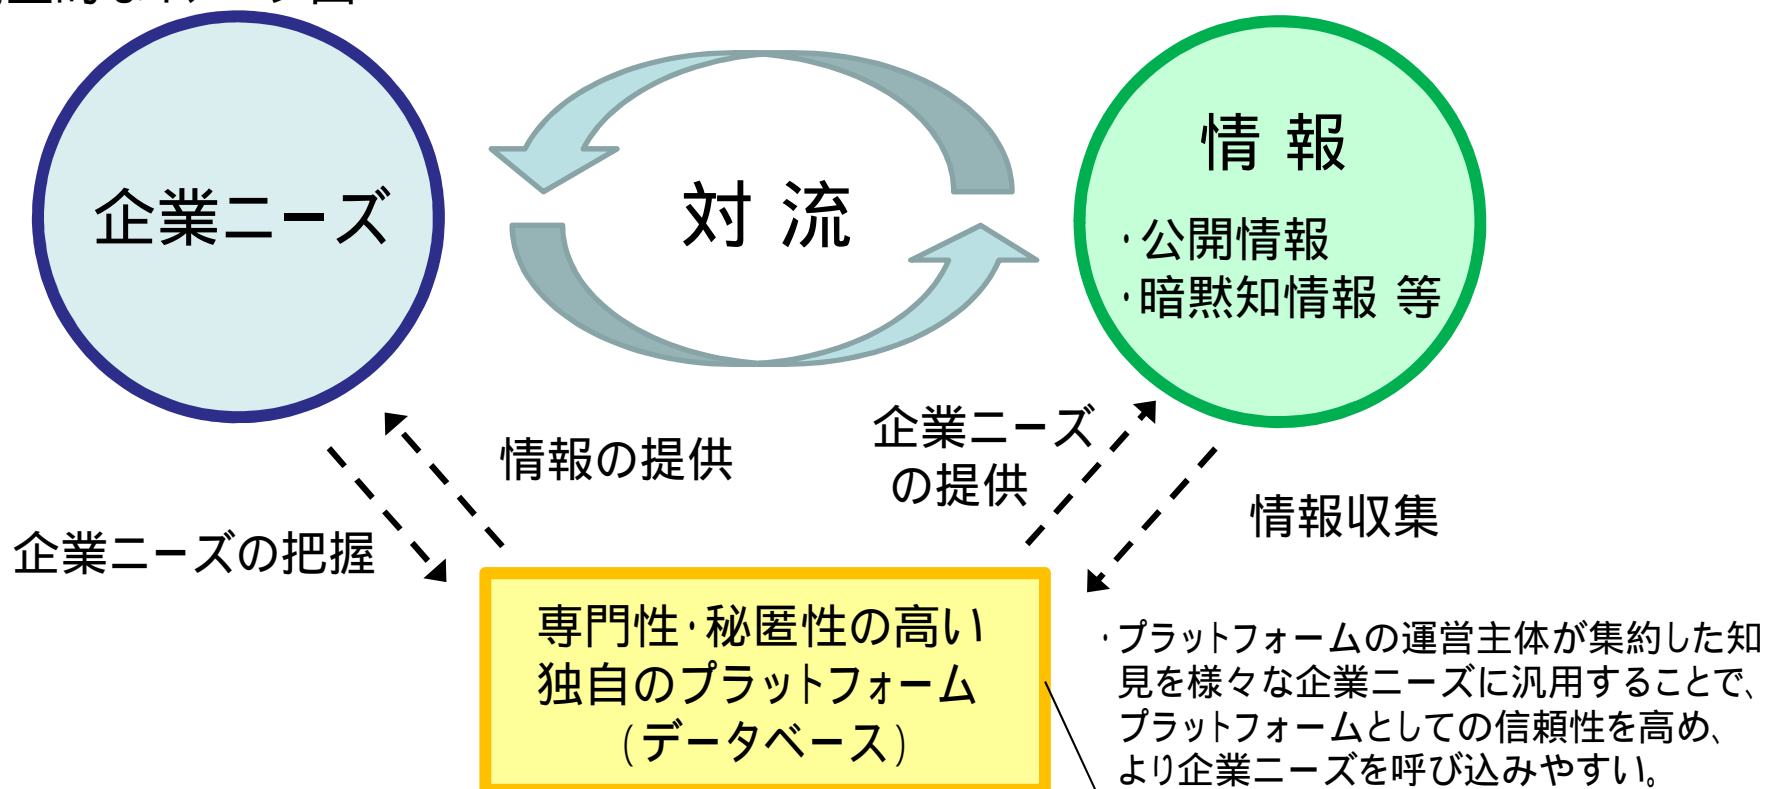 企業ニーズ
対 流
情 報
･公開情報
･暗黙知情報 等
情報の提供
企業ニーズ
の提供
企業ニーズの把握
情報収集
専門性･秘匿性の高い
独自のプラットフォーム
(データベース)
･プラットフォームの運営主体が集約した知
見を様々な企業ニーズに汎用することで、
プラットフォームとしての信頼性を高め、
より企業ニーズを呼び込みやすい。